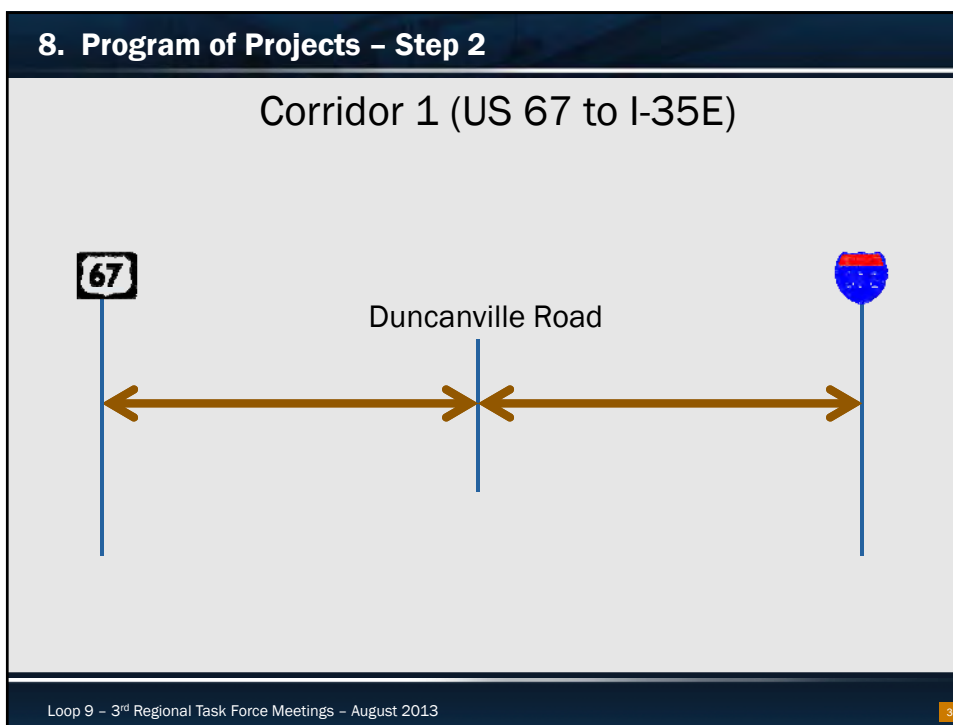 8. Program of Projects – Step 2
Corridor 1 (US 67 to I-35E)
67
Duncanville Road
Loop 9 – 3rd Regional Task Force Meetings – August 2013
3